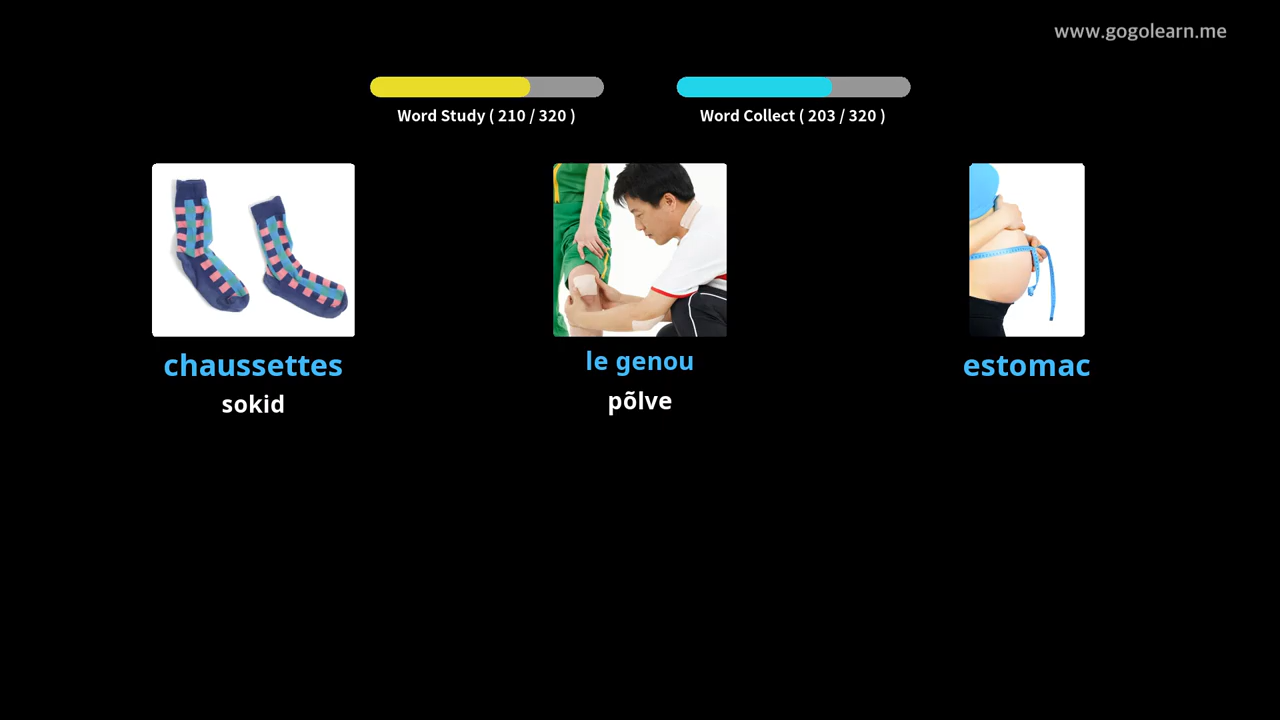 www.gogolearn.me
Word Study ( 210 / 320 )
Word Collect ( 203 / 320 )
chaussettes
sokid
le genou
põlve
estomac